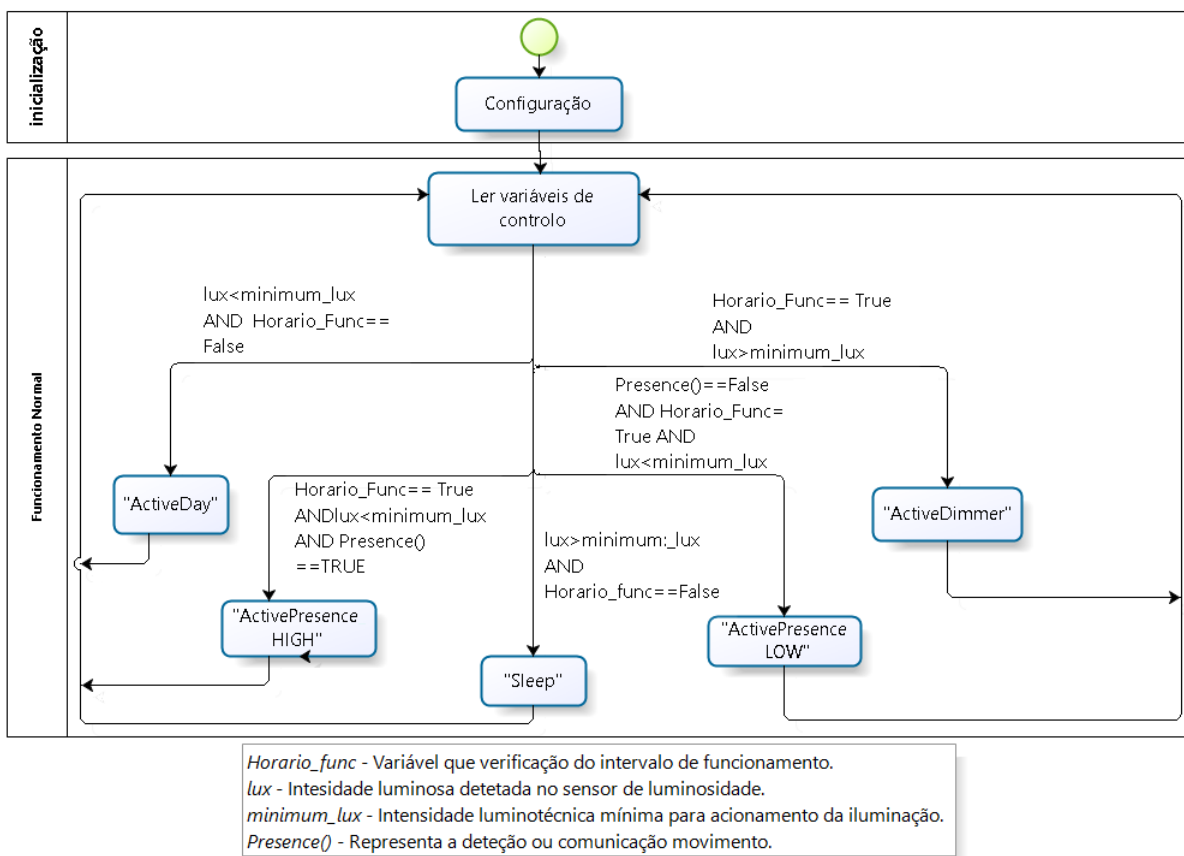 inicialização
Configuração
Funcionamento Normal
Ler variáveis de
controlo
lux<minimum_lux
AND Horario_Func==
False
Horario_Func== True
AND
lux>minimum_lux
Presence()==False
AND Horario_Func=
True AND
lux<minimum_lux
"ActiveDay"
Horario_Func== True
ANDlux<minimum_lux
AND Presence()
==TRUE
lux>minimum:_lux
AND
Horario_func==False
"ActiveDimmer"
"ActivePresence
HIGH"
"Sleep"
"ActivePresence
LOW"
Horario_func - Variável que verificação do intervalo de funcionamento.
lux - Intesidade luminosa detetada no sensor de luminosidade.
minimum_lux - Intensidade luminotécnica mínima para acionamento da iluminação.
Presence() - Representa a deteção ou comunicação movimento.